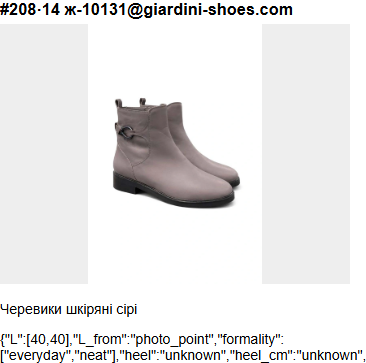 #208·14 ж-10131@giardini-shoes.com
Черевики шкіряні сірі
{"L":[40,40],"L_from":"photo_point","formality":
["everyday","neat"],"heel":"unknown","heel_cm":"unknown",